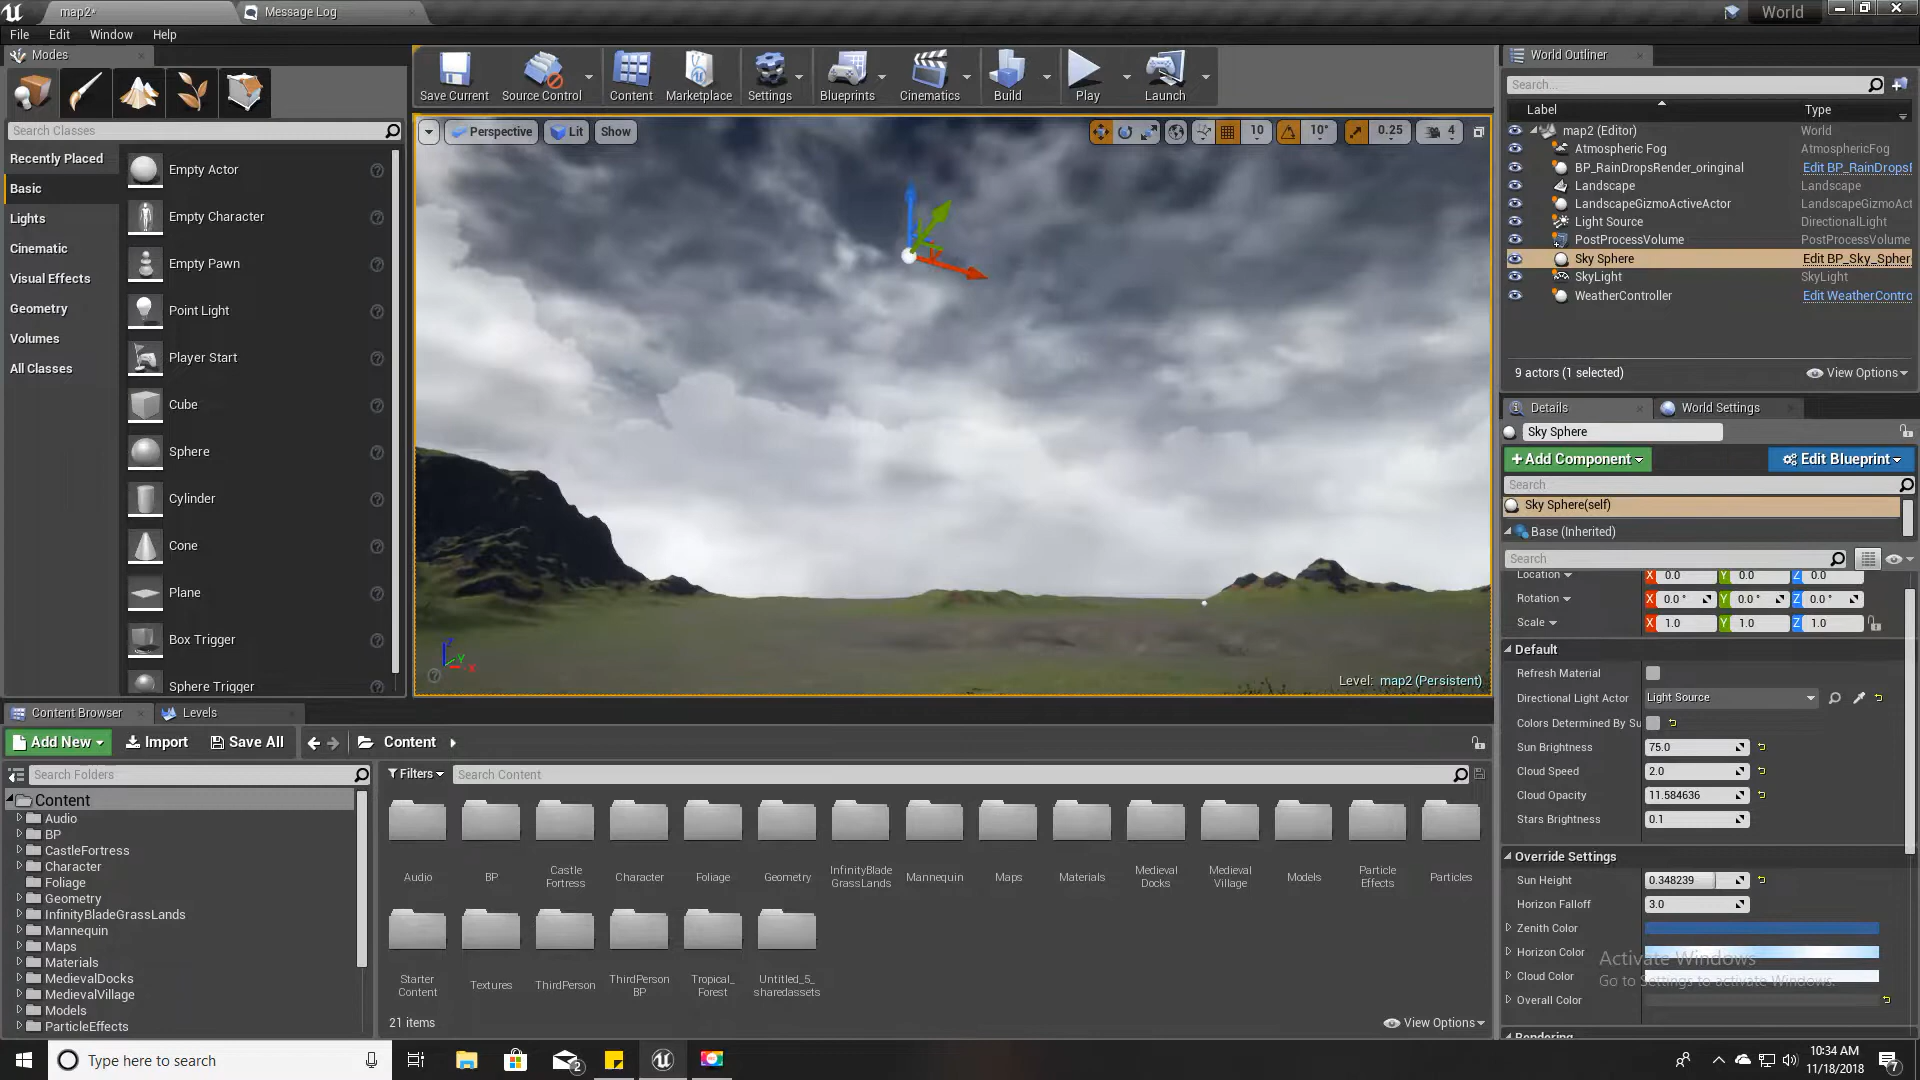 map2*
Message Log
World
File Edit Window Help
Modes
Search Classes
Recently Placed
Basic
Lights
Cinematic
Visual Effects
Geometry
Volumes
All Classes
Empty Actor
Empty Character
Empty Pawn
Point Light
Player Start
Cube
Sphere
Cylinder
Cone
Plane
Box Trigger
Sphere Trigger
Save Current
Source Control
Content
Marketplace
Settings
Blueprints
Cinematics
Build
Play
Launch
Perspective
Lit
Show
10
10°
0.25
4
Z
Y
X
Level: map2 (Persistent)
World Outliner
Search...
Label Type
map2 (Editor) World
Atmospheric Fog AtmosphericFog
BP_RainDropsRender_oringinal Edit BP_RainDropsF
Landscape Landscape
LandscapeGizmoActiveActor LandscapeGizmoAct
Light Source DirectionalLight
PostProcessVolume PostProcessVolume
Sky Sphere Edit BP_Sky_Spher
SkyLight SkyLight
WeatherController Edit WeatherContro
9 actors (1 selected)
View Options
Details
World Settings
Sky Sphere
+Add Component
Edit Blueprint
Search
Sky Sphere(self)
Base (Inherited)
Search
Location X 0.0 Y 0.0 Z 0.0
Rotation X 0.0 ° Y 0.0 ° Z 0.0 °
Scale X 1.0 Y 1.0 Z 1.0
Default
Refresh Material
Directional Light Actor Light Source
Colors Determined By Su
Sun Brightness 75.0
Cloud Speed 2.0
Cloud Opacity 11.584636
Stars Brightness 0.1
Override Settings
Sun Height 0.348239
Horizon Falloff 3.0
Zenith Color
Horizon Color
Cloud Color
Overall Color
Rendering
Activate Windows
Go to Settings to activate Windows.
Content Browser
Levels
Add New
Import
Save All
Content
Search Folders
Content
Audio
BP
CastleFortress
Character
Foliage
Geometry
InfinityBladeGrassLands
Mannequin
Maps
Materials
MedievalDocks
MedievalVillage
Models
ParticleEffects
Filters
Search Content
Audio
BP
Castle
Fortress
Character
Foliage
Geometry
InfinityBlade
GrassLands
Mannequin
Maps
Materials
Medieval
Docks
Medieval
Village
Models
Particle
Effects
Particles
Starter
Content
Textures
ThirdPerson
ThirdPerson
BP
Tropical_
Forest
Untitled_5_
sharedassets
21 items
View Options
Type here to search
2
10:34 AM
11/18/2018
7